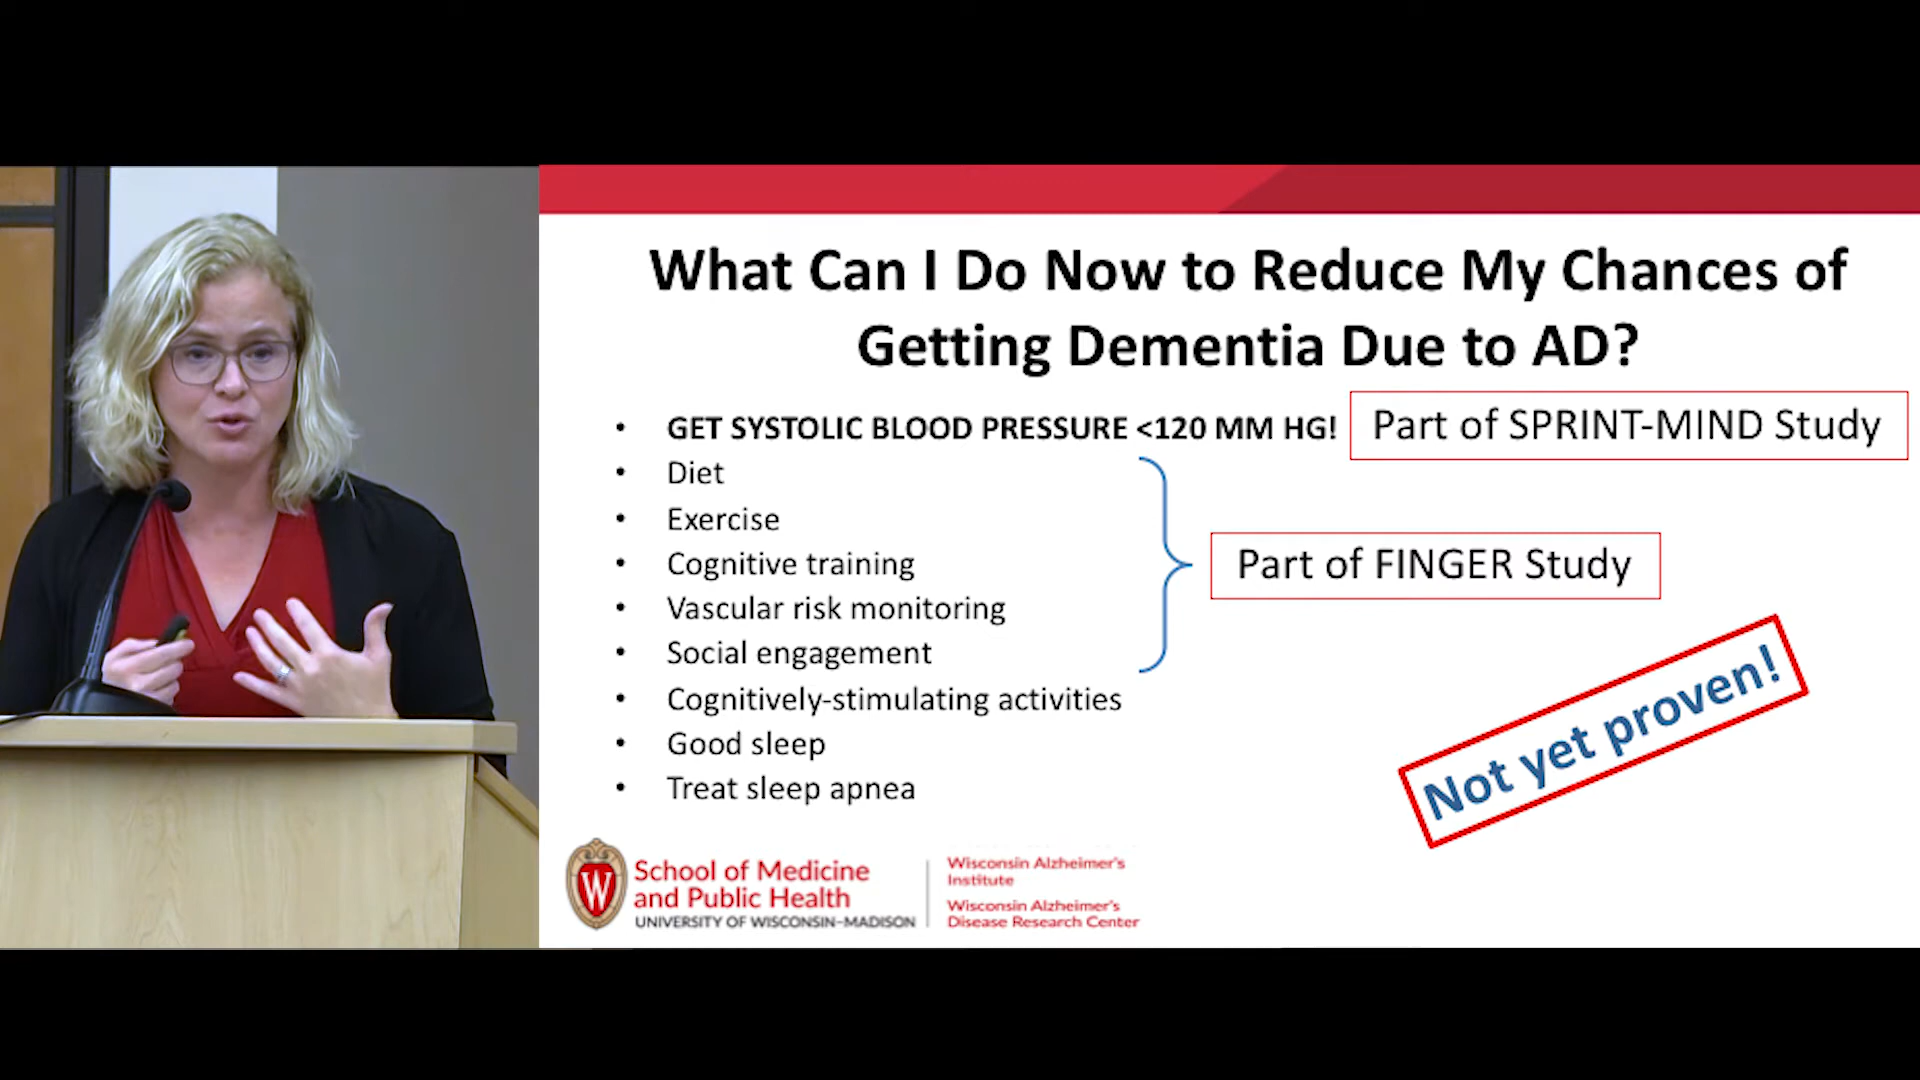 What Can I Do Now to Reduce My Chances of
Getting Dementia Due to AD?
• GET SYSTOLIC BLOOD PRESSURE <120 MM HG!
Part of SPRINT-MIND Study
• Diet
• Exercise
• Cognitive training
• Vascular risk monitoring
• Social engagement
Part of FINGER Study
• Cognitively-stimulating activities
• Good sleep
• Treat sleep apnea
Not yet proven!
W
School of Medicine
and Public Health
UNIVERSITY OF WISCONSIN–MADISON
Wisconsin Alzheimer's
Institute
Wisconsin Alzheimer's
Disease Research Center